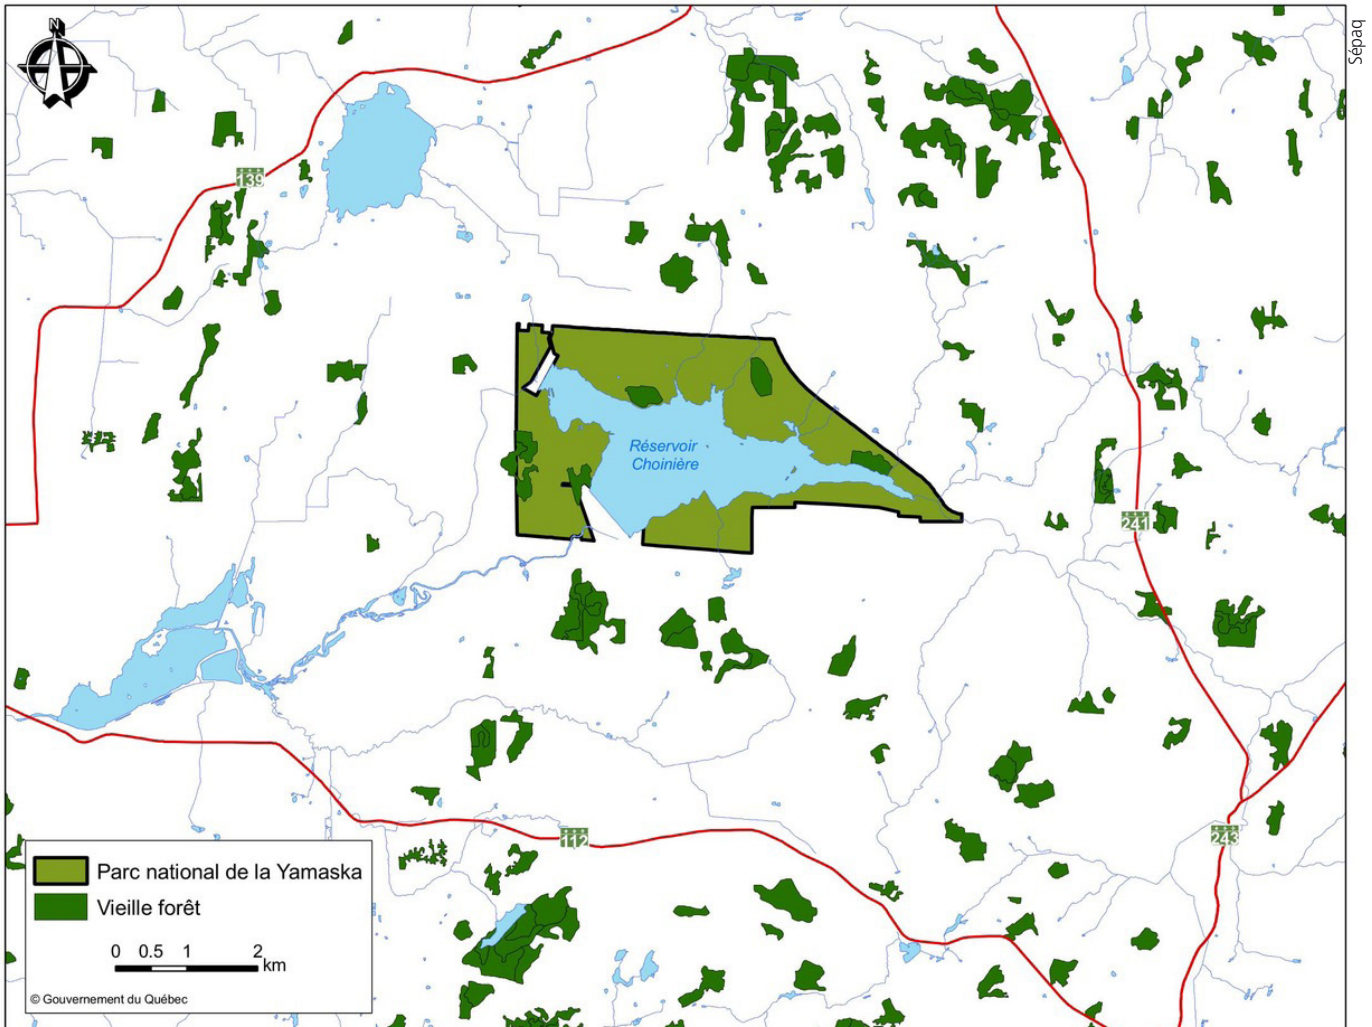 N
Sépaq
139
Réservoir
Choinière
241
112
243
Parc national de la Yamaska
Vieille forêt
0 0.5 1 2
km
© Gouvernement du Québec